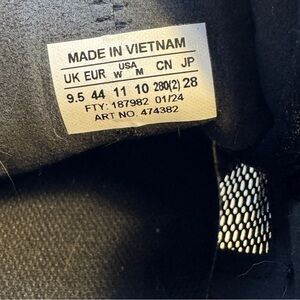 MADE IN VIETNAM
UK EUR USA W M CN JP
9.5 44 11 10 280(2) 28
FTY: 187982 01/24
ART NO. 474382